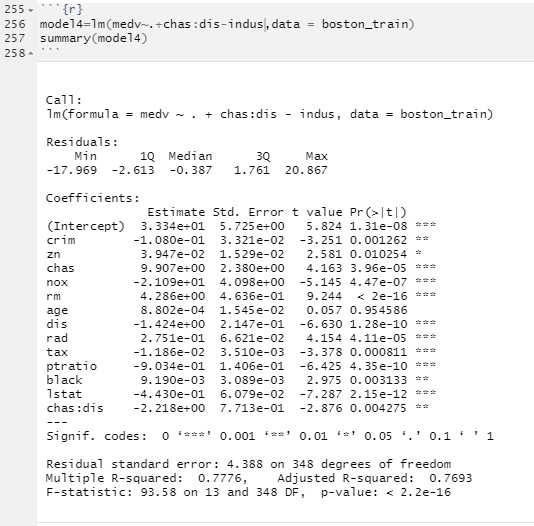 255 ```{r}
256 model4=lm(medv~.+chas:dis-indus,data = boston_train)
257 summary(model4)
258 ```
Call:
lm(formula = medv ~ . + chas:dis - indus, data = boston_train)
Residuals:
Min 1Q Median 3Q Max
-17.969 -2.613 -0.387 1.761 20.867
Coefficients:
Estimate Std. Error t value Pr(>|t|)
(Intercept) 3.334e+01 5.725e+00 5.824 1.31e-08 ***
crim -1.080e-01 3.321e-02 -3.251 0.001262 **
zn 3.947e-02 1.529e-02 2.581 0.010254 *
chas 9.907e+00 2.380e+00 4.163 3.96e-05 ***
nox -2.109e+01 4.098e+00 -5.145 4.47e-07 ***
rm 4.286e+00 4.636e-01 9.244 < 2e-16 ***
age 8.802e-04 1.545e-02 0.057 0.954586
dis -1.424e+00 2.147e-01 -6.630 1.28e-10 ***
rad 2.751e-01 6.621e-02 4.154 4.11e-05 ***
tax -1.186e-02 3.510e-03 -3.378 0.000811 ***
ptratio -9.034e-01 1.406e-01 -6.425 4.35e-10 ***
black 9.190e-03 3.089e-03 2.975 0.003133 **
lstat -4.430e-01 6.079e-02 -7.287 2.15e-12 ***
chas:dis -2.218e+00 7.713e-01 -2.876 0.004275 **
---
Signif. codes: 0 ‘***’ 0.001 ‘**’ 0.01 ‘*’ 0.05 ‘.’ 0.1 ‘ ’ 1
Residual standard error: 4.388 on 348 degrees of freedom
Multiple R-squared: 0.7776, Adjusted R-squared: 0.7693
F-statistic: 93.58 on 13 and 348 DF, p-value: < 2.2e-16